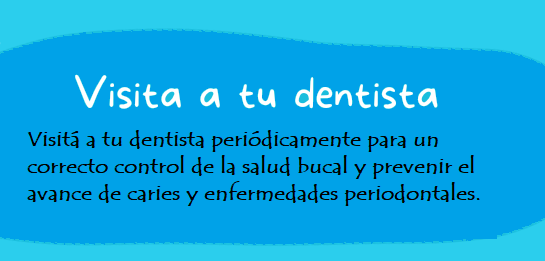 Visita a tu dentista
Visitá a tu dentista periódicamente para un
correcto control de la salud bucal y prevenir el
avance de caries y enfermedades periodontales.